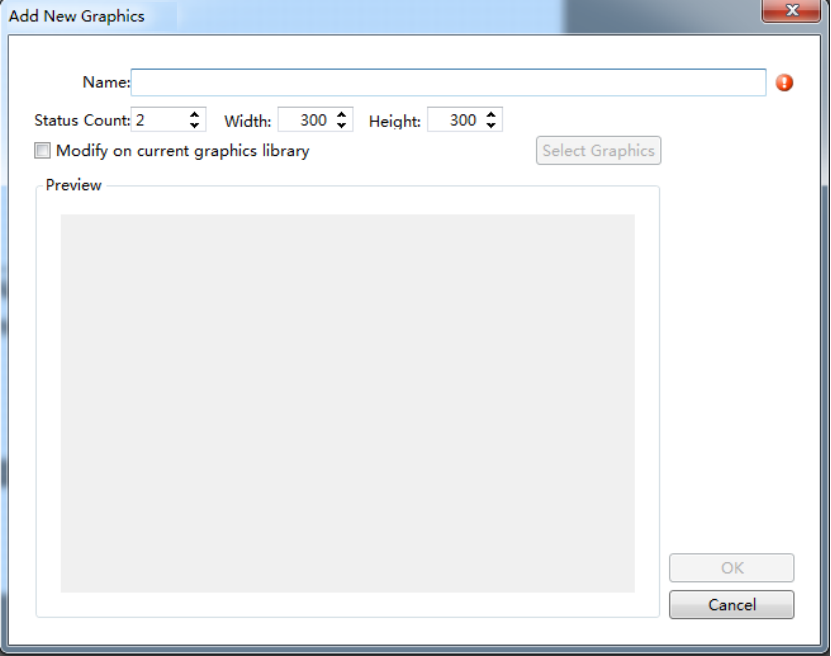 Add New Graphics
Name:
Status Count: 2 Width: 300 Height: 300
Modify on current graphics library Select Graphics
Preview
OK
Cancel